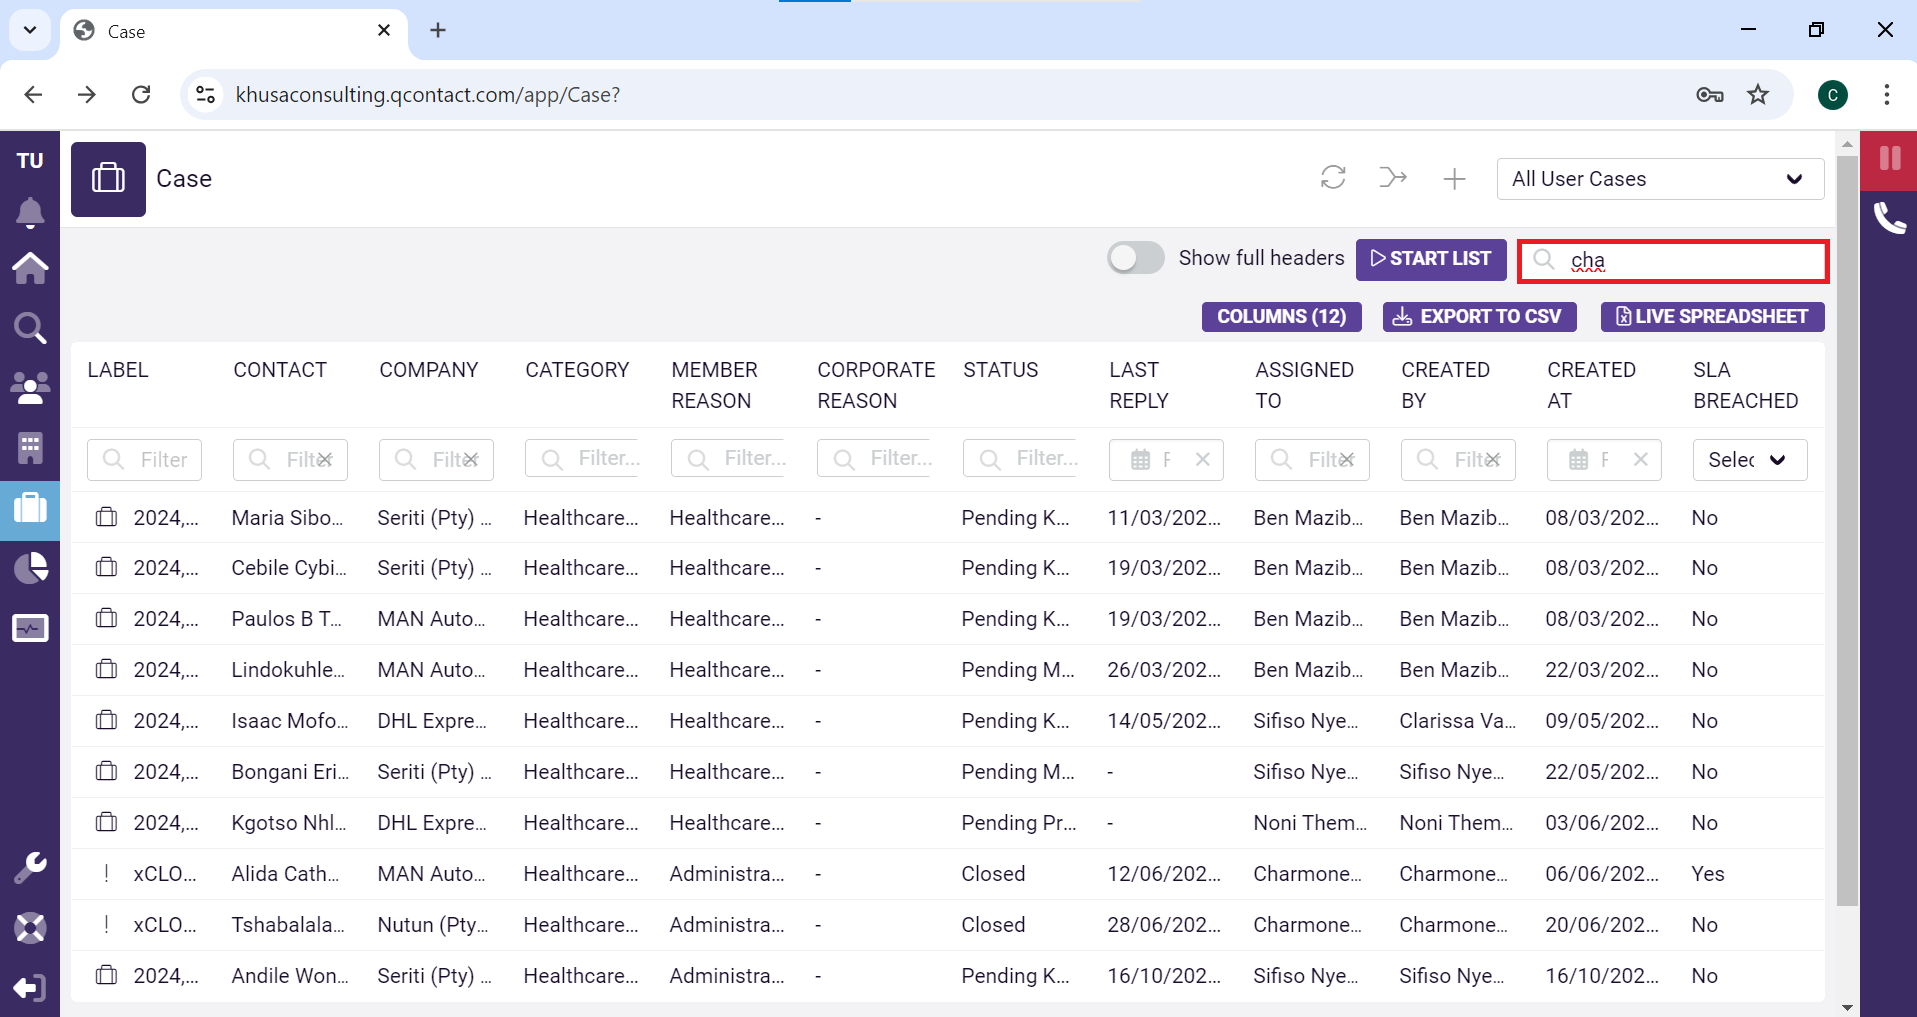 Case
khusaconsulting.qcontact.com/app/Case?
C
TU
Case
All User Cases
Show full headers
START LIST
cha
COLUMNS (12)
EXPORT TO CSV
LIVE SPREADSHEET
LABEL CONTACT COMPANY CATEGORY MEMBER REASON CORPORATE REASON STATUS LAST REPLY ASSIGNED TO CREATED BY CREATED AT SLA BREACHED
Filter Filter Filter Filter... Filter... Filter... Filter... F Filter Filter F Selec
2024,... Maria Sibo... Seriti (Pty) ... Healthcare... Healthcare... - Pending K... 11/03/202... Ben Mazib... Ben Mazib... 08/03/202... No
2024,... Cebile Cybi... Seriti (Pty) ... Healthcare... Healthcare... - Pending K... 19/03/202... Ben Mazib... Ben Mazib... 08/03/202... No
2024,... Paulos B T... MAN Auto... Healthcare... Healthcare... - Pending K... 19/03/202... Ben Mazib... Ben Mazib... 08/03/202... No
2024,... Lindokuhle... MAN Auto... Healthcare... Healthcare... - Pending M... 26/03/202... Ben Mazib... Ben Mazib... 22/03/202... No
2024,... Isaac Mofo... DHL Expre... Healthcare... Healthcare... - Pending K... 14/05/202... Sifiso Nye... Clarissa Va... 09/05/202... No
2024,... Bongani Eri... Seriti (Pty) ... Healthcare... Healthcare... - Pending M... - Sifiso Nye... Sifiso Nye... 22/05/202... No
2024,... Kgotso Nhl... DHL Expre... Healthcare... Healthcare... - Pending Pr... - Noni Them... Noni Them... 03/06/202... No
xCLO... Alida Cath... MAN Auto... Healthcare... Administra... - Closed 12/06/202... Charmone... Charmone... 06/06/202... Yes
xCLO... Tshabalala... Nutun (Pty... Healthcare... Administra... - Closed 28/06/202... Charmone... Charmone... 20/06/202... No
2024,... Andile Won... Seriti (Pty) ... Healthcare... Administra... - Pending K... 16/10/202... Sifiso Nye... Sifiso Nye... 16/10/202... No